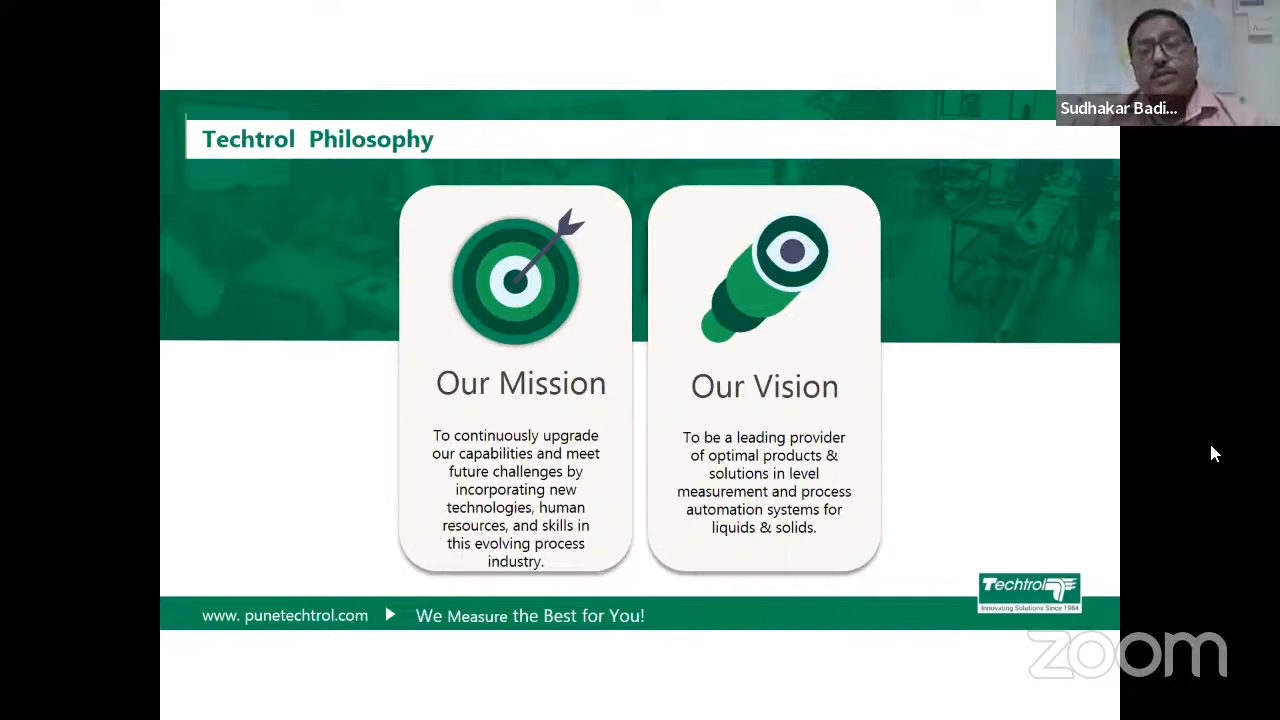 Sudhakar Badi...
Techtrol Philosophy
Our Mission
To continuously upgrade
our capabilities and meet
future challenges by
incorporating new
technologies, human
resources, and skills in
this evolving process
industry.
Our Vision
To be a leading provider
of optimal products &
solutions in level
measurement and process
automation systems for
liquids & solids.
Techtrol
Innovating Solutions Since 1984
www. punetechtrol.com
We Measure the Best for You!
zoom